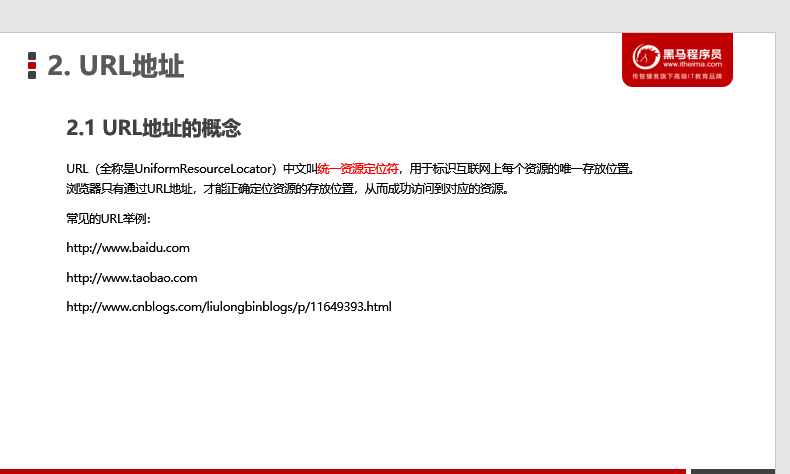 2. URL地址
黑马程序员
www.itheima.com
传智播客旗下高端IT教育品牌
2.1 URL地址的概念
URL（全称是UniformResourceLocator）中文叫统一资源定位符，用于标识互联网上每个资源的唯一存放位置。
浏览器只有通过URL地址，才能正确定位资源的存放位置，从而成功访问到对应的资源。
常见的URL举例：
http://www.baidu.com
http://www.taobao.com
http://www.cnblogs.com/liulongbinblogs/p/11649393.html